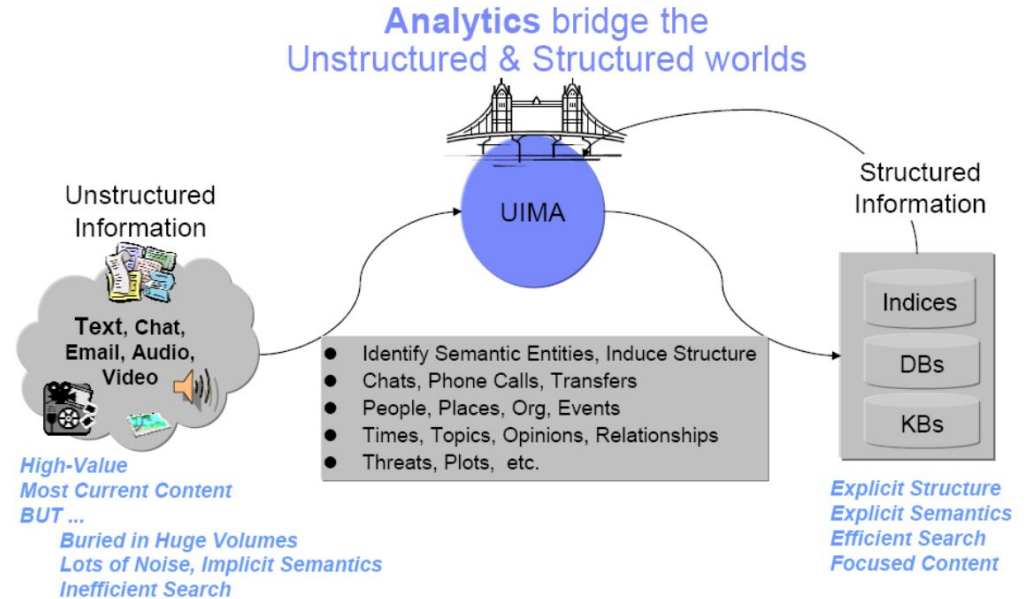 Analytics bridge the
Unstructured & Structured worlds
Unstructured
Information
Text, Chat,
Email, Audio,
Video
High-Value
Most Current Content
BUT ...
Buried in Huge Volumes
Lots of Noise, Implicit Semantics
Inefficient Search
UIMA
● Identify Semantic Entities, Induce Structure
● Chats, Phone Calls, Transfers
● People, Places, Org, Events
● Times, Topics, Opinions, Relationships
● Threats, Plots, etc.
Structured
Information
Indices
DBs
KBs
Explicit Structure
Explicit Semantics
Efficient Search
Focused Content